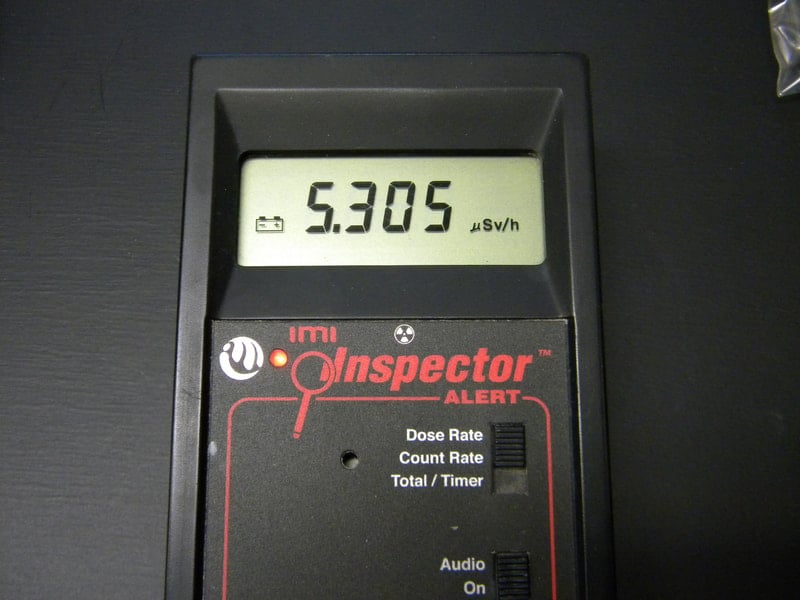 5.305 µSv/h
imi
Inspector™
ALERT
Dose Rate
Count Rate
Total / Timer
Audio
On